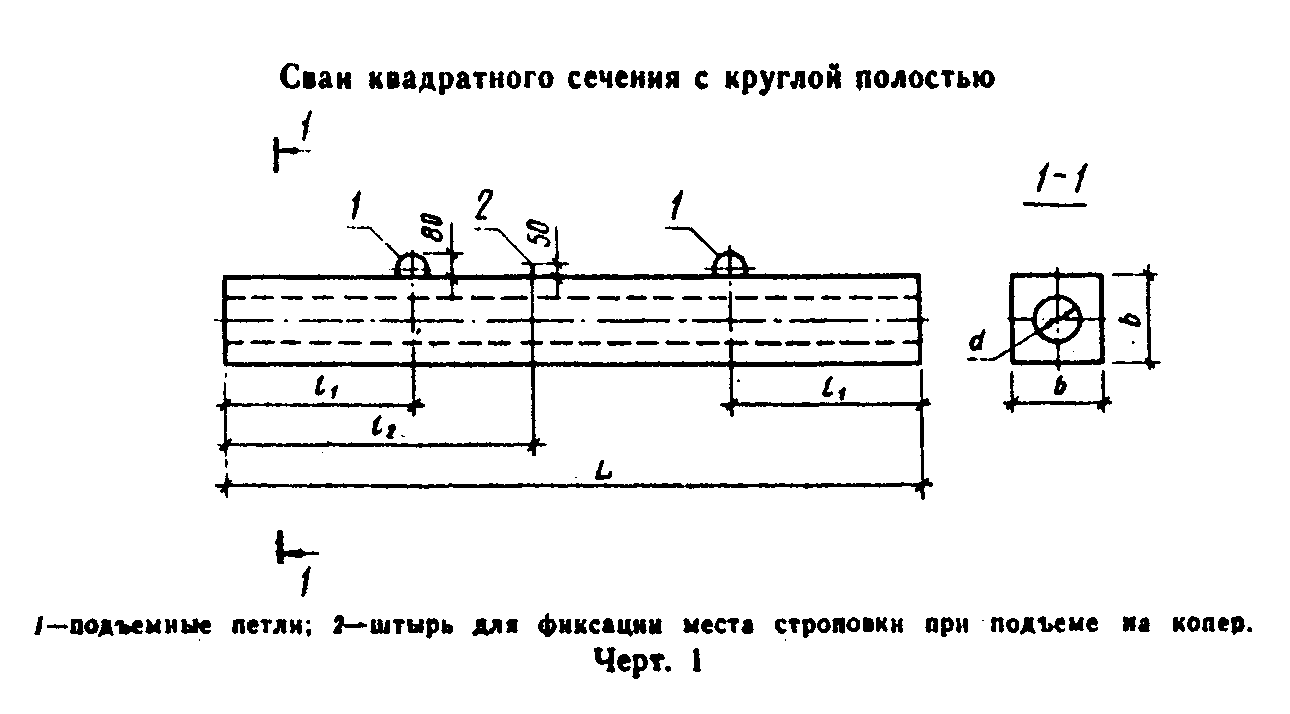 Сваи квадратного сечения с круглой полостью
1
1-1
1 80 2 50 1
d b
l₁ l₁ b
l₂
L
1
1—подъемные петли; 2—штырь для фиксации места строповки при подъеме на копер.
Черт. 1